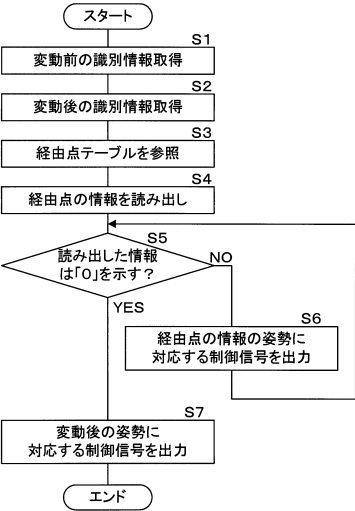 スタート
S1
変動前の識別情報取得
S2
変動後の識別情報取得
S3
経由点テーブルを参照
S4
経由点の情報を読み出し
S5
読み出した情報
は「0」を示す？
NO
YES
S6
経由点の情報の姿勢に
対応する制御信号を出力
S7
変動後の姿勢に
対応する制御信号を出力
エンド